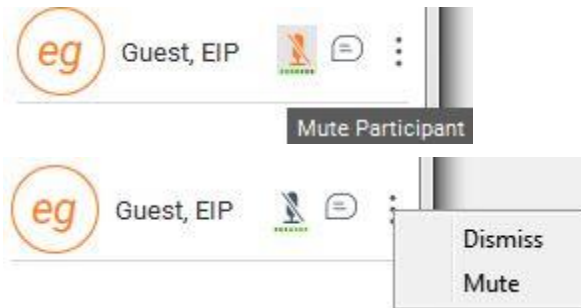 eg Guest, EIP
Mute Participant
eg Guest, EIP
Dismiss
Mute